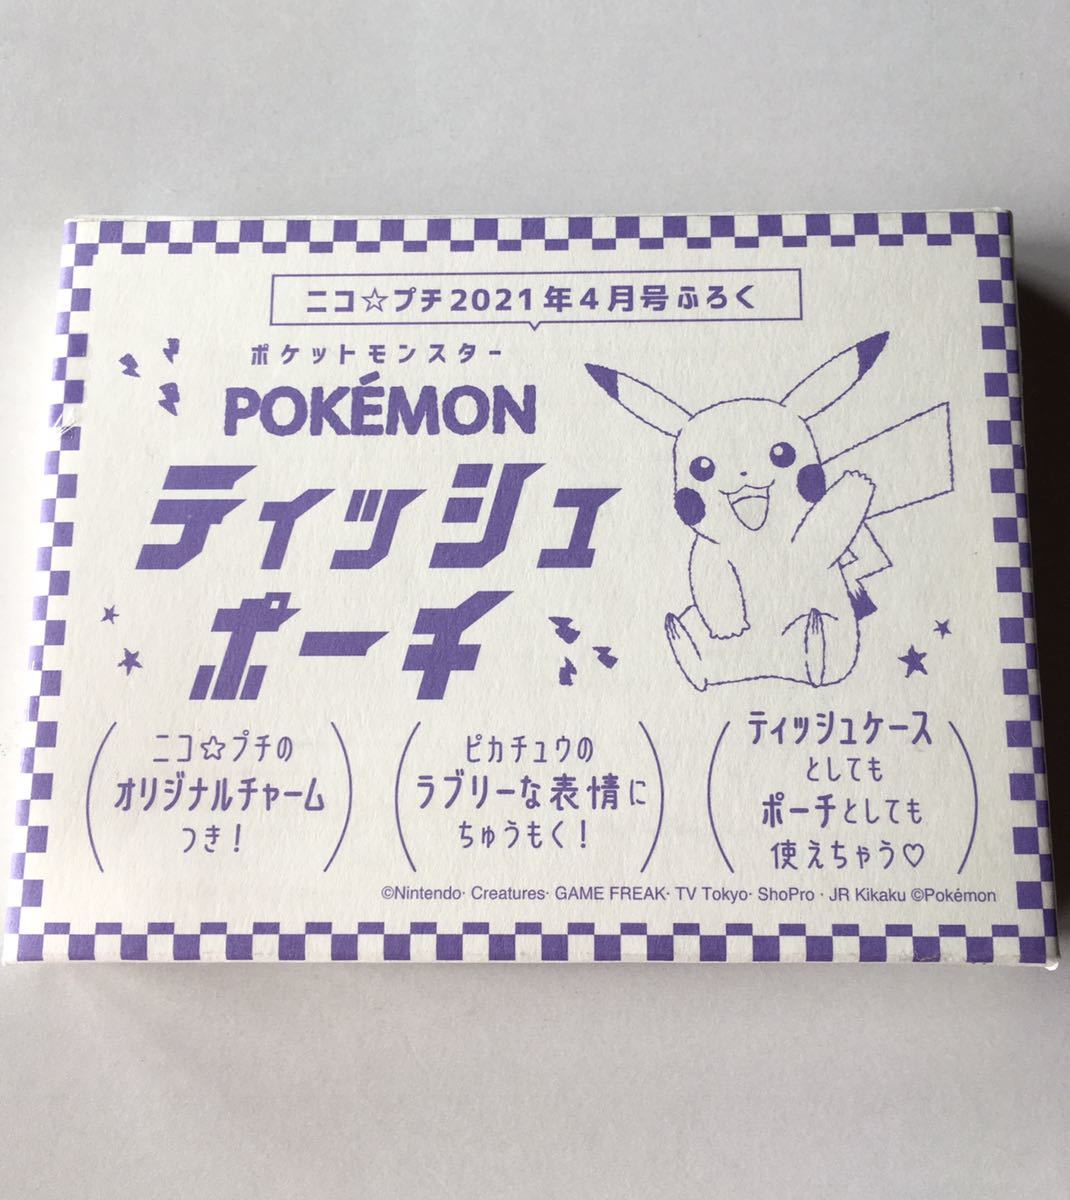 ニコ☆プチ2021年4月号ふろく
ポケットモンスター
POKÉMON
ティッシュ
ポーチ
ニコ☆プチの
オリジナルチャーム
つき!
ピカチュウの
ラブリーな表情に
ちゅうもく!
ティッシュケース
としても
ポーチとしても
使えちゃう♡
©Nintendo· Creatures· GAME FREAK· TV Tokyo· ShoPro · JR Kikaku ©Pokémon